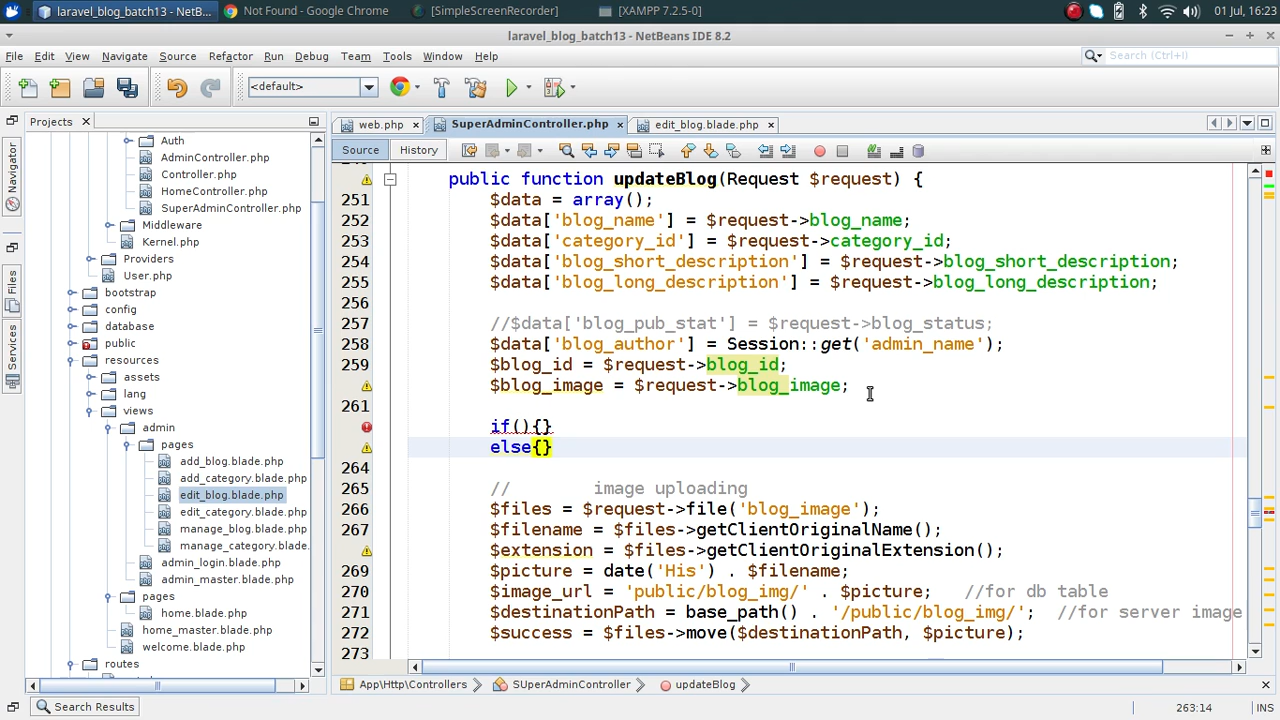 laravel_blog_batch13 - NetB...
Not Found - Google Chrome
[SimpleScreenRecorder]
[XAMPP 7.2.5-0]
01 Jul, 16:23
laravel_blog_batch13 - NetBeans IDE 8.2
File Edit View Navigate Source Refactor Run Debug Team Tools Window Help
Search (Ctrl+I)
<default>
Projects
web.php
SuperAdminController.php
edit_blog.blade.php
Source History
Navigator
Files
Services
Auth
AdminController.php
Controller.php
HomeController.php
SuperAdminController.php
Middleware
Kernel.php
Providers
User.php
bootstrap
config
database
public
resources
assets
lang
views
admin
pages
add_blog.blade.php
add_category.blade.php
edit_blog.blade.php
edit_category.blade.php
manage_blog.blade.php
manage_category.blade.
admin_login.blade.php
admin_master.blade.php
pages
home.blade.php
home_master.blade.php
welcome.blade.php
routes
public function updateBlog(Request $request) {
251 $data = array();
252 $data['blog_name'] = $request->blog_name;
253 $data['category_id'] = $request->category_id;
254 $data['blog_short_description'] = $request->blog_short_description;
255 $data['blog_long_description'] = $request->blog_long_description;
256
257 //$data['blog_pub_stat'] = $request->blog_status;
258 $data['blog_author'] = Session::get('admin_name');
259 $blog_id = $request->blog_id;
$blog_image = $request->blog_image;
261
if(){}
else{}
264
265 // image uploading
266 $files = $request->file('blog_image');
267 $filename = $files->getClientOriginalName();
$extension = $files->getClientOriginalExtension();
269 $picture = date('His') . $filename;
270 $image_url = 'public/blog_img/' . $picture; //for db table
271 $destinationPath = base_path() . '/public/blog_img/'; //for server image
272 $success = $files->move($destinationPath, $picture);
273
App\Http\Controllers
SUperAdminController
updateBlog
Search Results
263:14
INS